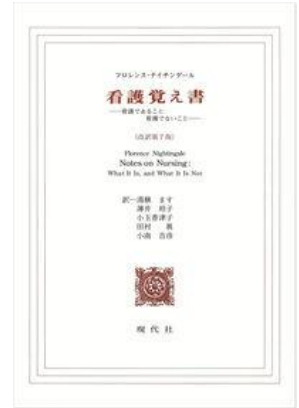 フロレンス・ナイチンゲール
看護覚え書
——看護であること
看護でないこと——
(改訳第7版)
Florence Nightingale
Notes on Nursing:
What It Is, and What It Is Not
訳—湯槇 ます
薄井 坦子
小玉香津子
田村 眞
小南 吉彦
現代社